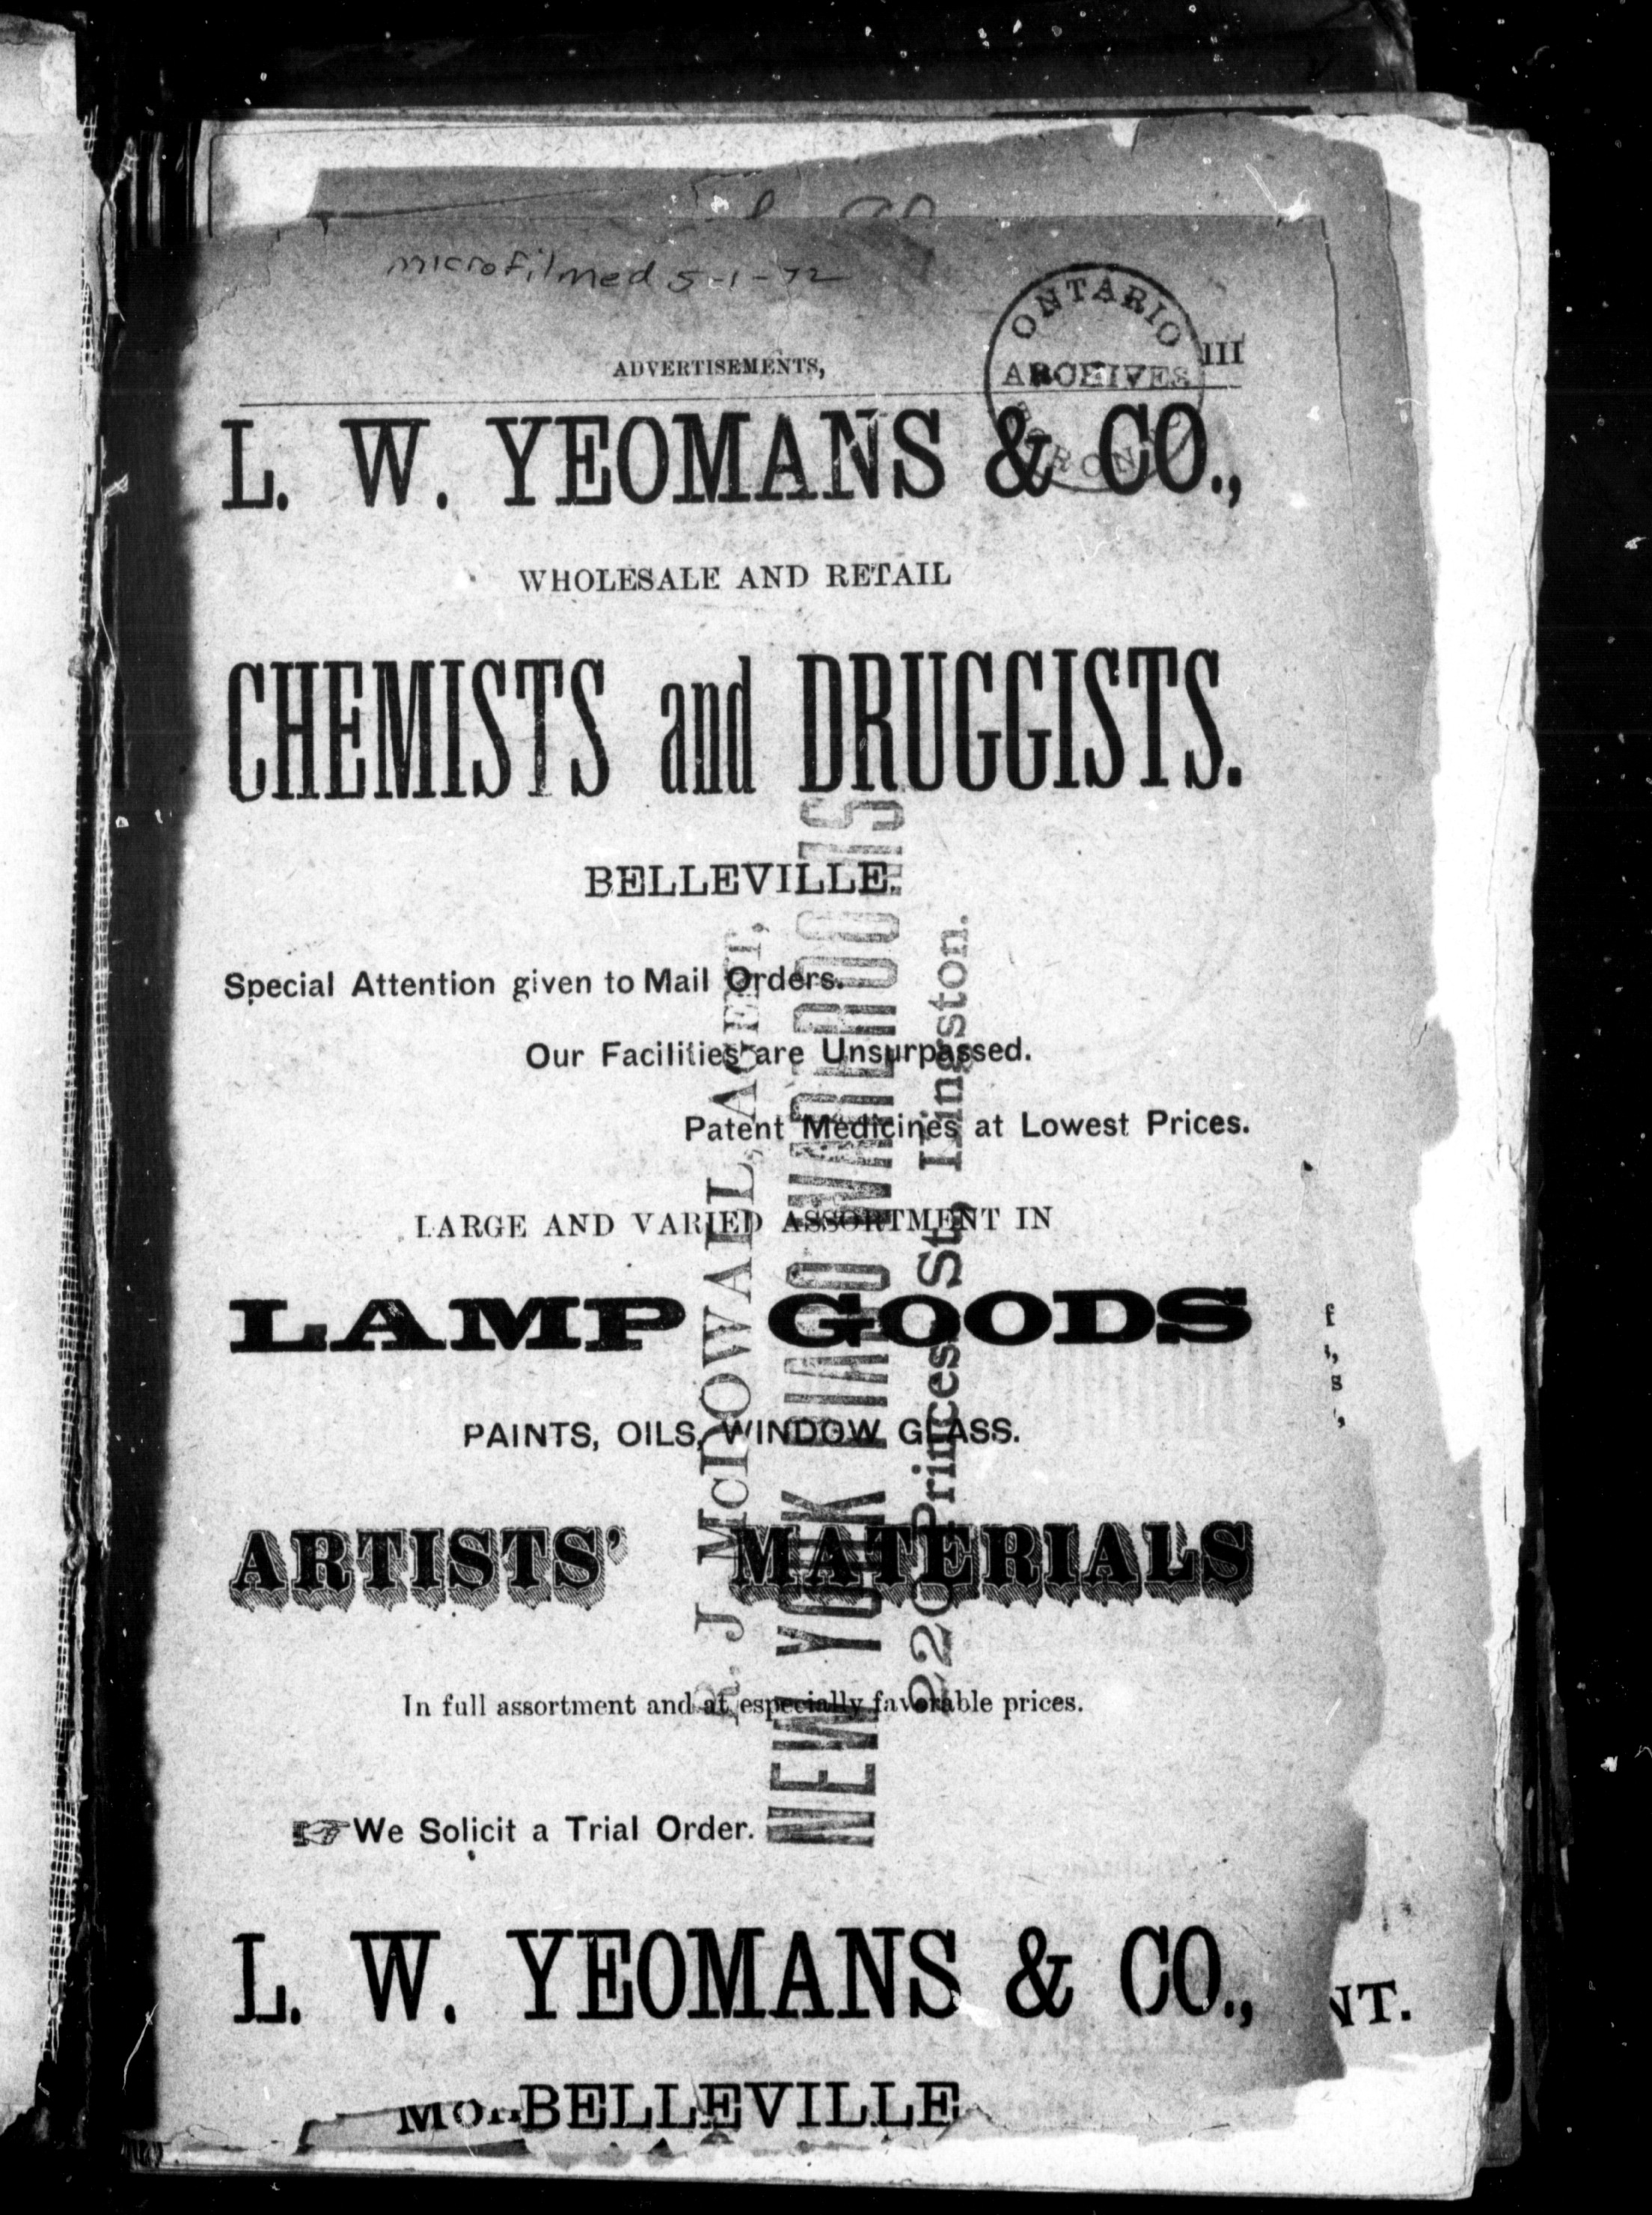 microfilmed 5-1-72
ONTARIO
ARCHIVES
ADVERTISEMENTS,
III
L. W. YEOMANS & CO.,
WHOLESALE AND RETAIL
CHEMISTS and DRUGGISTS.
BELLEVILLE.
Special Attention given to Mail Orders.
Our Facilities are Unsurpassed.
Patent Medicines at Lowest Prices.
LARGE AND VARIED ASSORTMENT IN
LAMP GOODS
PAINTS, OILS, WINDOW GLASS.
ARTISTS' MATERIALS
In full assortment and at especially favorable prices.
☞We Solicit a Trial Order.
L. W. YEOMANS & CO.,
BELLEVILLE
R. J. McDOWALL, AGENT,
NEW YORK PIANO WAREROOMS
220 Princess St., Kingston.
NT.